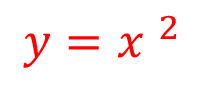 y = x ²